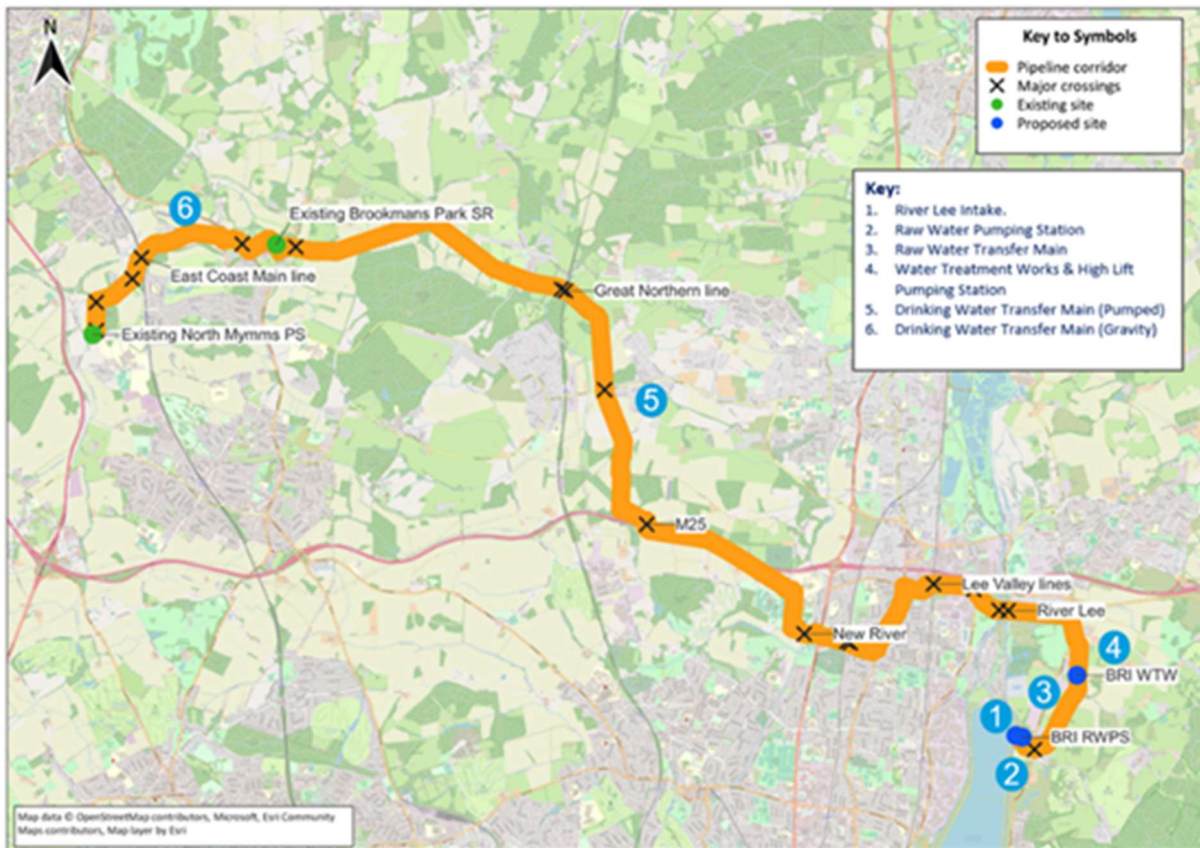 N
Key to Symbols
Pipeline corridor
Major crossings
Existing site
Proposed site
Key:
1. River Lee Intake.
2. Raw Water Pumping Station
3. Raw Water Transfer Main
4. Water Treatment Works & High Lift
Pumping Station
5. Drinking Water Transfer Main (Pumped)
6. Drinking Water Transfer Main (Gravity)
6
Existing Brookmans Park SR
East Coast Main line
Great Northern line
Existing North Mymms PS
5
M25
Lee Valley lines
River Lee
New River
4
BRI WTW
3
1
BRI RWPS
2
Map data © OpenStreetMap contributors, Microsoft, Esri Community
Maps contributors, Map layer by Esri